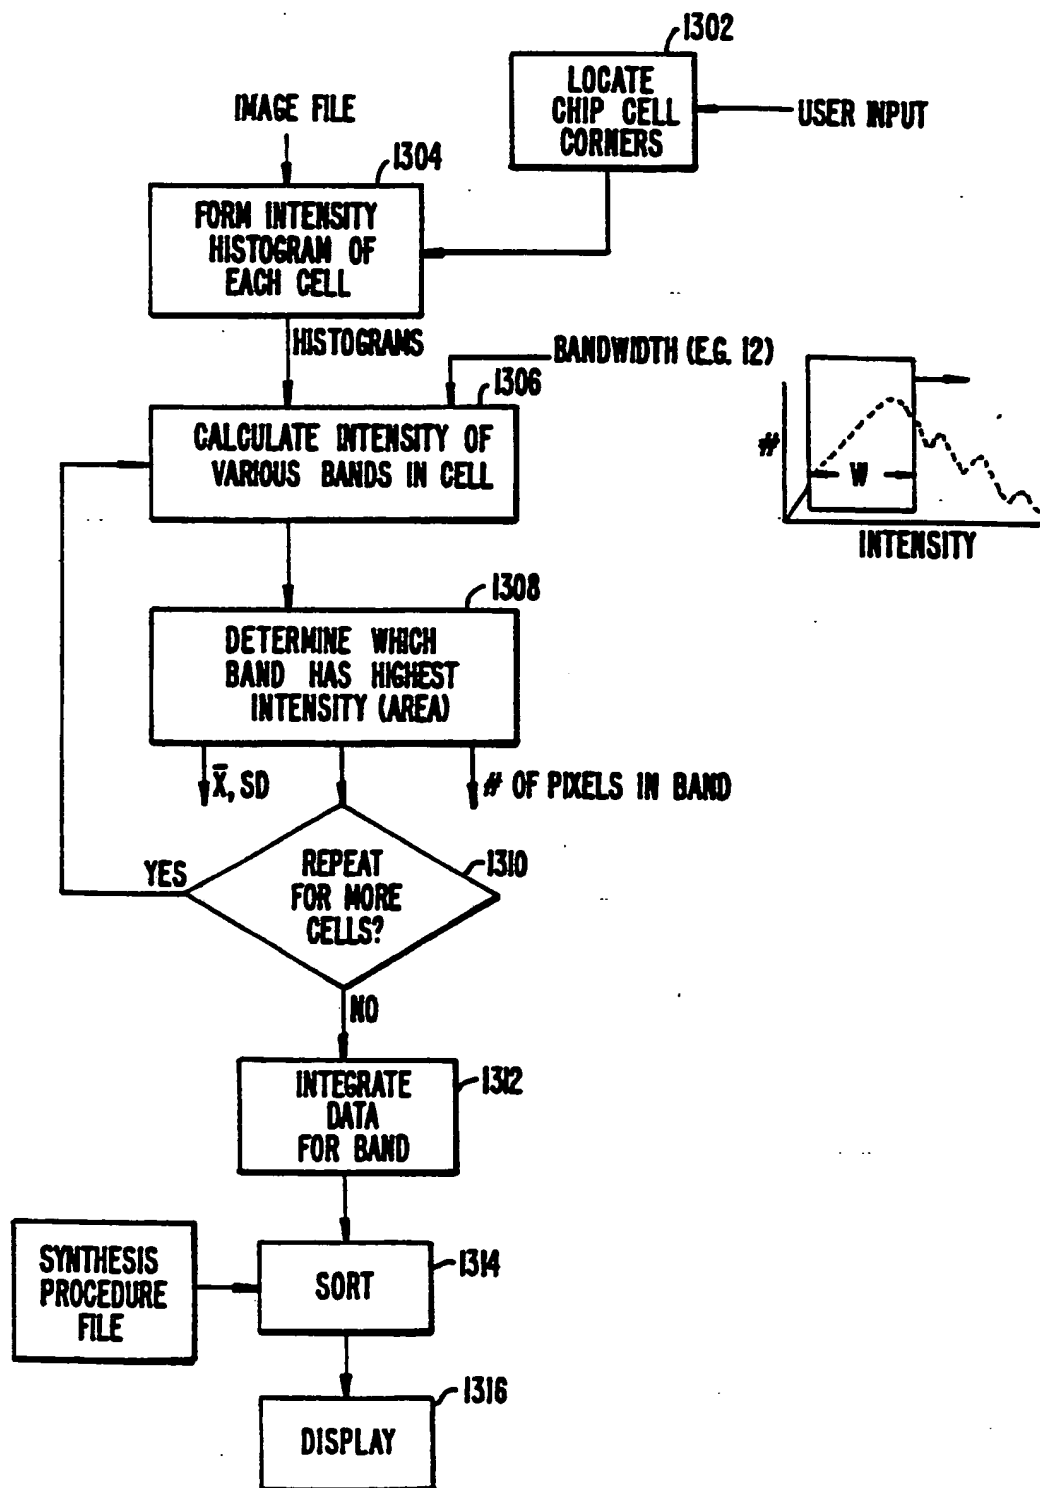 1302
LOCATE
CHIP CELL
CORNERS
USER INPUT
IMAGE FILE
1304
FORM INTENSITY
HISTOGRAM OF
EACH CELL
HISTOGRAMS
BANDWIDTH (E.G. 12)
1306
CALCULATE INTENSITY OF
VARIOUS BANDS IN CELL
#
W
INTENSITY
1308
DETERMINE WHICH
BAND HAS HIGHEST
INTENSITY (AREA)
X̄, SD
# OF PIXELS IN BAND
1310
YES
REPEAT
FOR MORE
CELLS?
NO
1312
INTEGRATE
DATA
FOR BAND
SYNTHESIS
PROCEDURE
FILE
1314
SORT
1316
DISPLAY